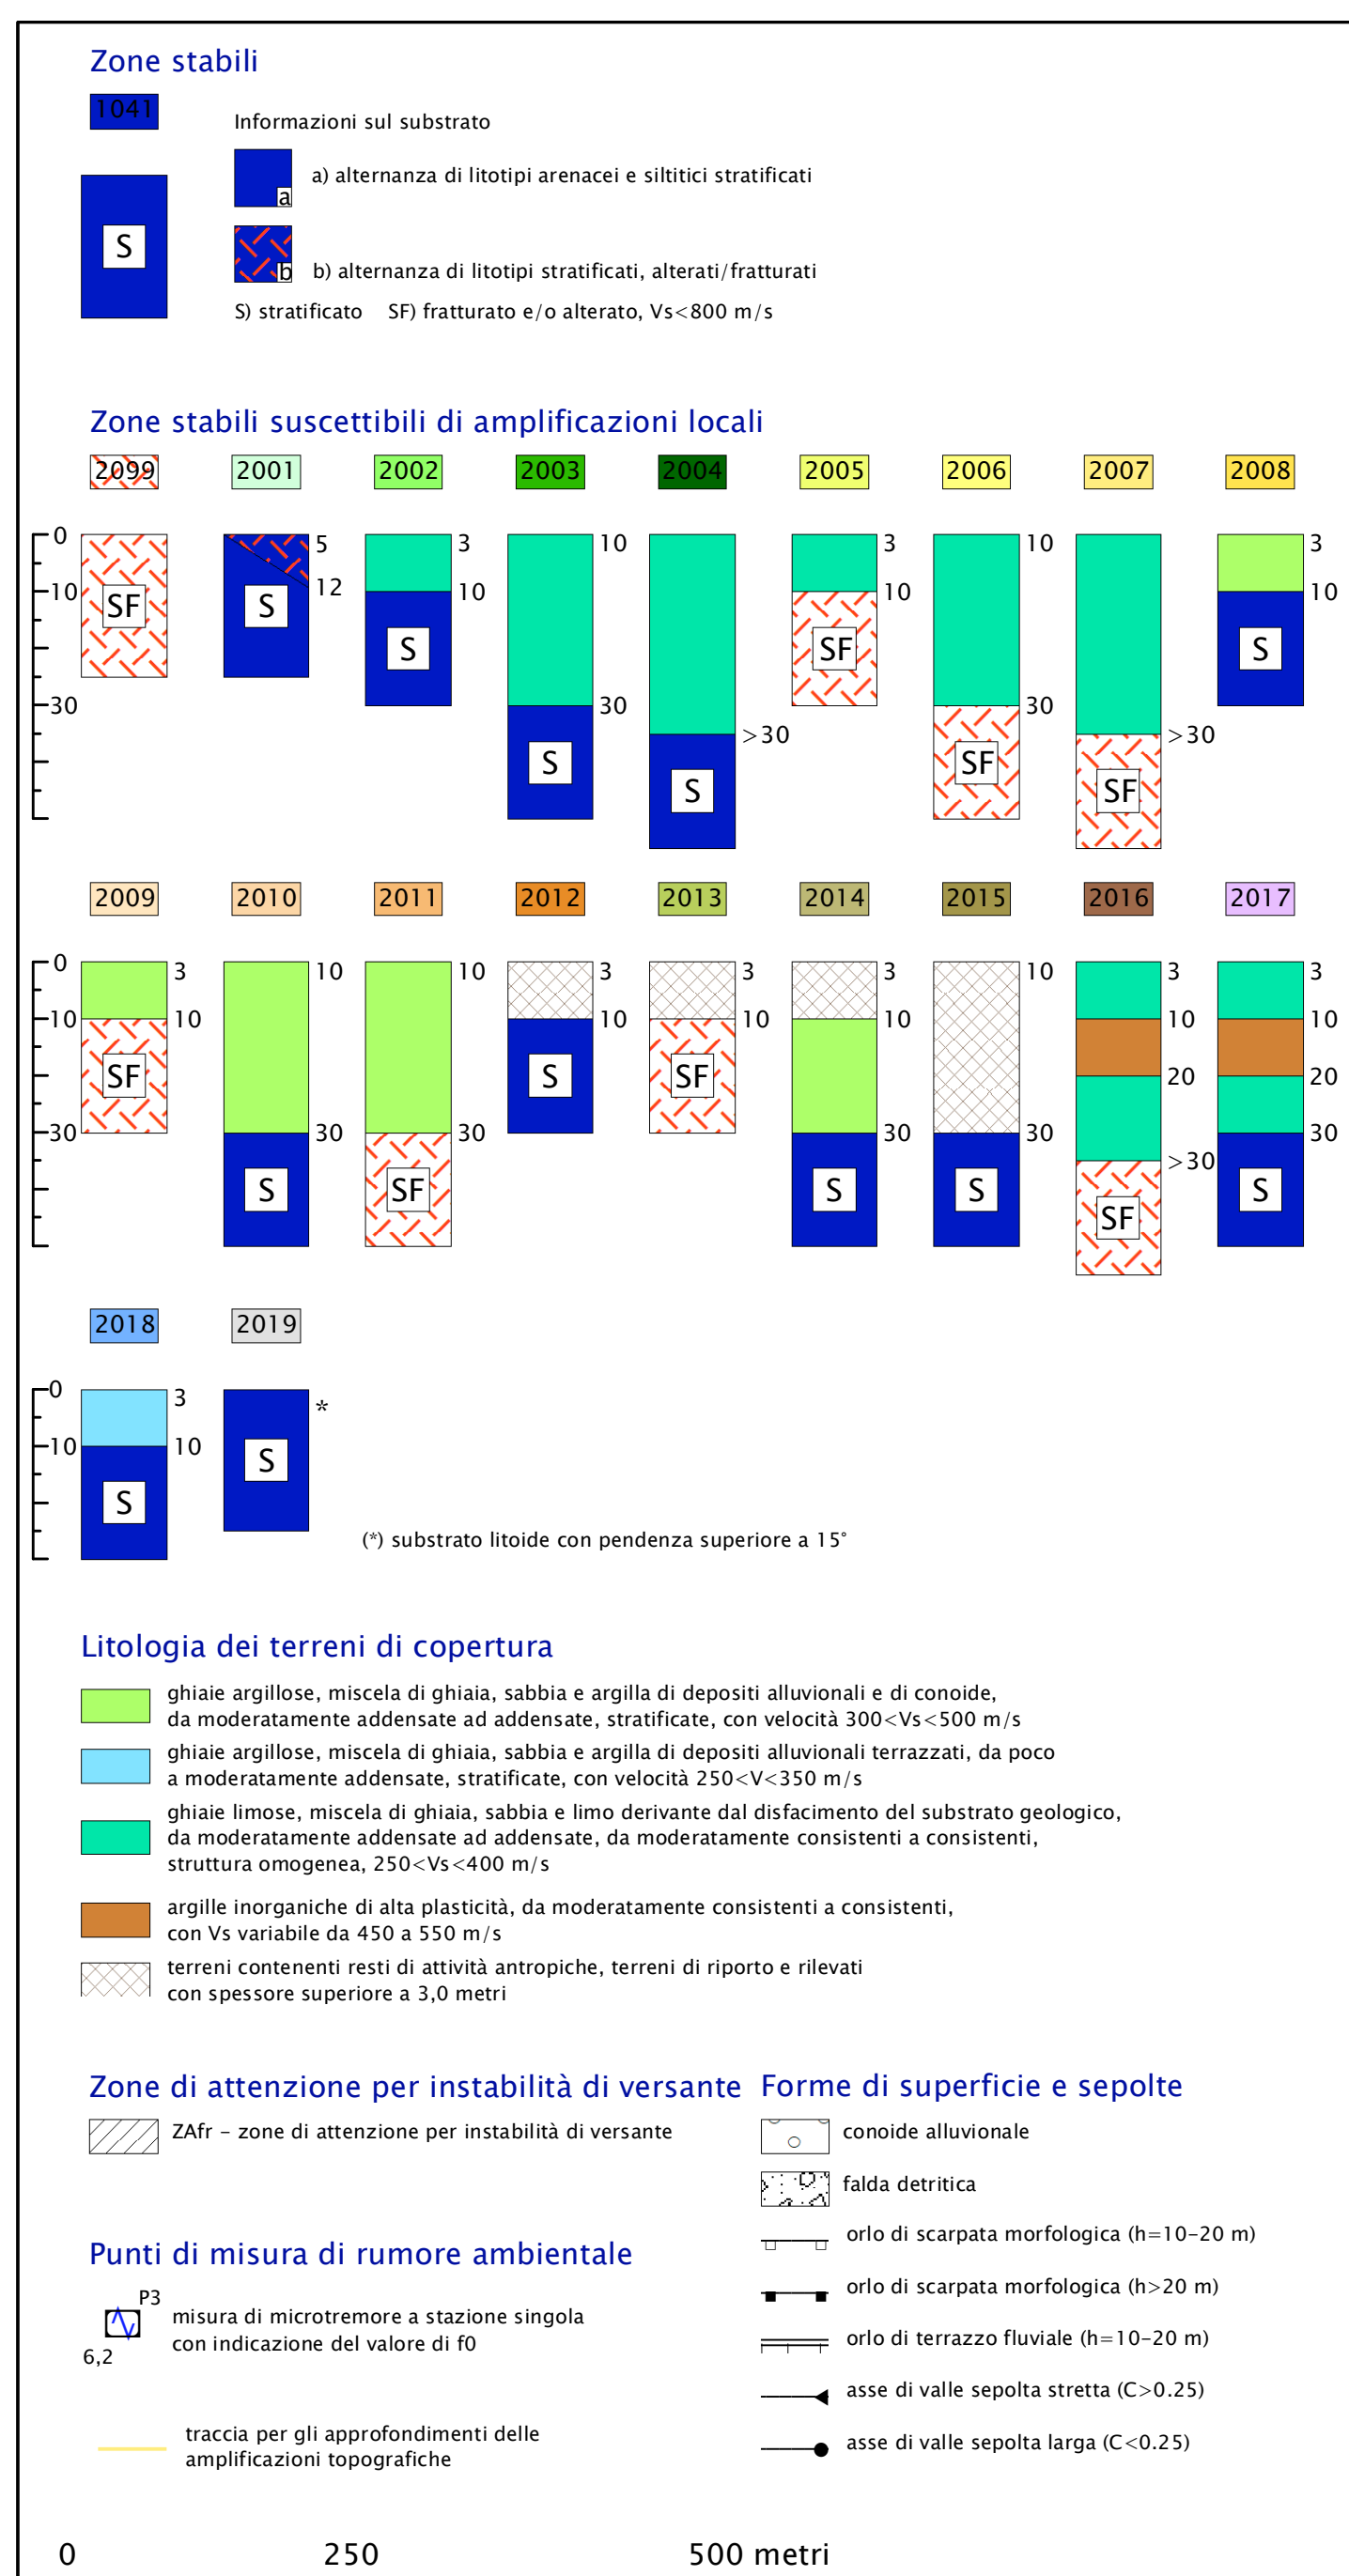 Zone stabili
1041
Informazioni sul substrato
a) alternanza di litotipi arenacei e siltitici stratificati
a
S
b) alternanza di litotipi stratificati, alterati/fratturati
b
S) stratificato SF) fratturato e/o alterato, Vs<800 m/s
Zone stabili suscettibili di amplificazioni locali
2099 2001 2002 2003 2004 2005 2006 2007 2008
0 5 3 10 3 10 3
10 12 10 10 10
SF S S SF S
30 30 >30 30 >30
S S SF SF
2009 2010 2011 2012 2013 2014 2015 2016 2017
0 3 10 10 3 3 3 10 3 3
10 10 10 10 10 10 10
SF S SF 20 20
30 30 30 30 30 >30 30
S SF S S SF S
2018 2019
0 3 *
10 10
S S
(*) substrato litoide con pendenza superiore a 15°
Litologia dei terreni di copertura
ghiaie argillose, miscela di ghiaia, sabbia e argilla di depositi alluvionali e di conoide,
da moderatamente addensate ad addensate, stratificate, con velocità 300<Vs<500 m/s
ghiaie argillose, miscela di ghiaia, sabbia e argilla di depositi alluvionali terrazzati, da poco
a moderatamente addensate, stratificate, con velocità 250<V<350 m/s
ghiaie limose, miscela di ghiaia, sabbia e limo derivante dal disfacimento del substrato geologico,
da moderatamente addensate ad addensate, da moderatamente consistenti a consistenti,
struttura omogenea, 250<Vs<400 m/s
argille inorganiche di alta plasticità, da moderatamente consistenti a consistenti,
con Vs variabile da 450 a 550 m/s
terreni contenenti resti di attività antropiche, terreni di riporto e rilevati
con spessore superiore a 3,0 metri
Zone di attenzione per instabilità di versante
ZAfr - zone di attenzione per instabilità di versante
Punti di misura di rumore ambientale
P3
misura di microtremore a stazione singola
con indicazione del valore di f0
6,2
traccia per gli approfondimenti delle
amplificazioni topografiche
Forme di superficie e sepolte
conoide alluvionale
falda detritica
orlo di scarpata morfologica (h=10-20 m)
orlo di scarpata morfologica (h>20 m)
orlo di terrazzo fluviale (h=10-20 m)
asse di valle sepolta stretta (C>0.25)
asse di valle sepolta larga (C<0.25)
0 250 500 metri